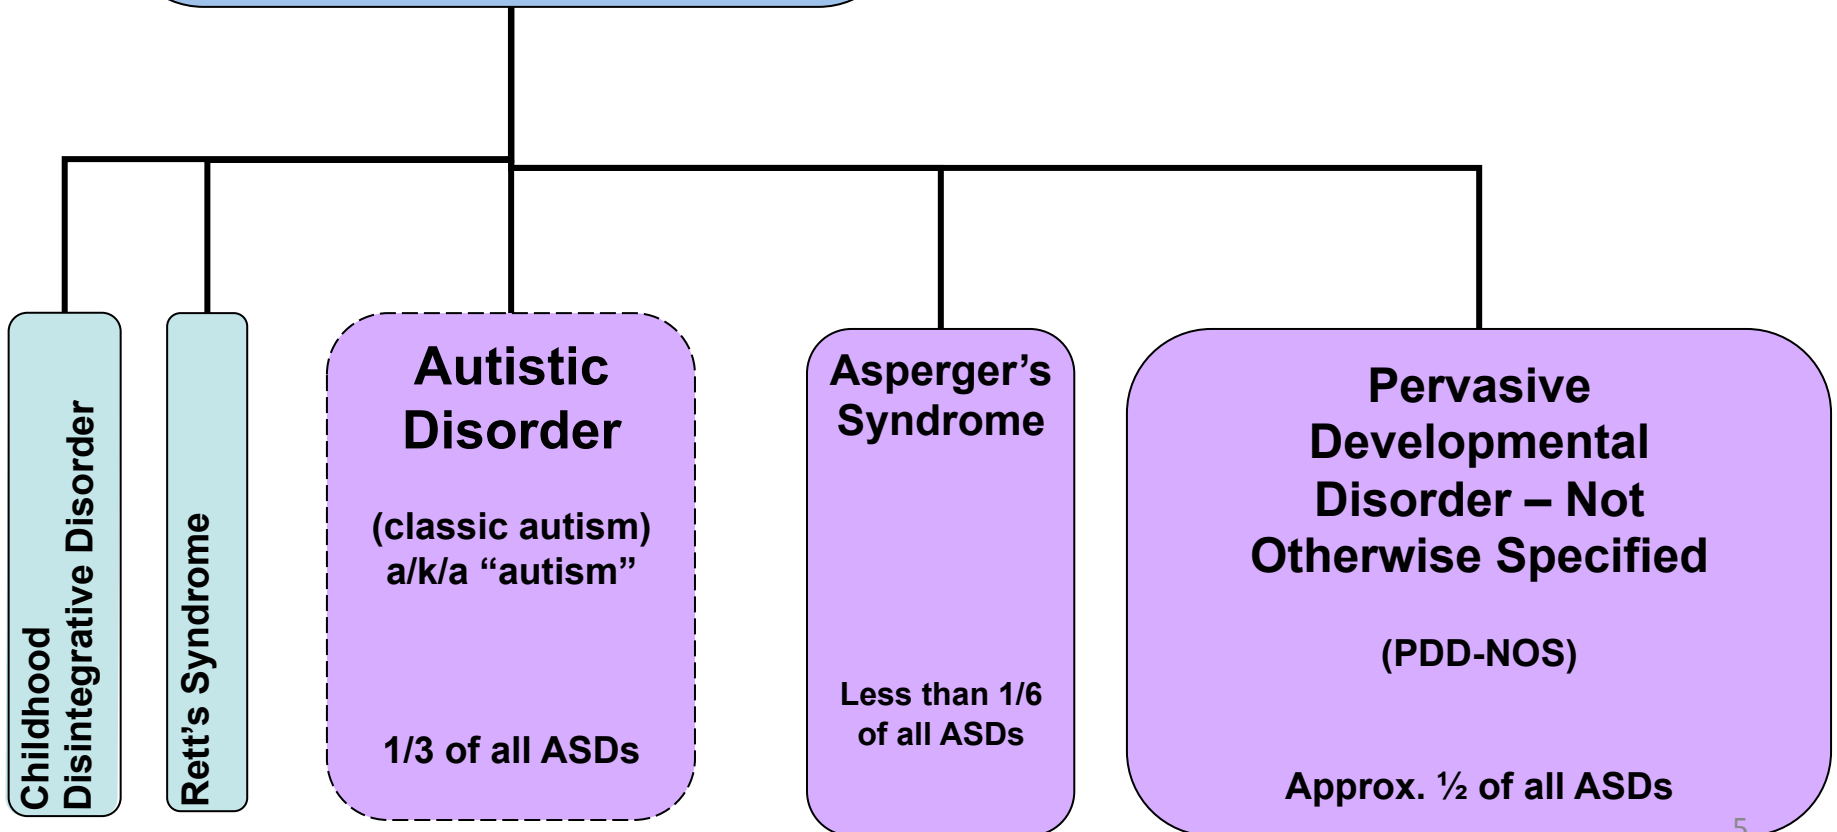 Childhood
Disintegrative Disorder
Rett’s Syndrome
Autistic
Disorder
(classic autism)
a/k/a “autism”
1/3 of all ASDs
Asperger’s
Syndrome
Less than 1/6
of all ASDs
Pervasive
Developmental
Disorder – Not
Otherwise Specified
(PDD-NOS)
Approx. ½ of all ASDs
5